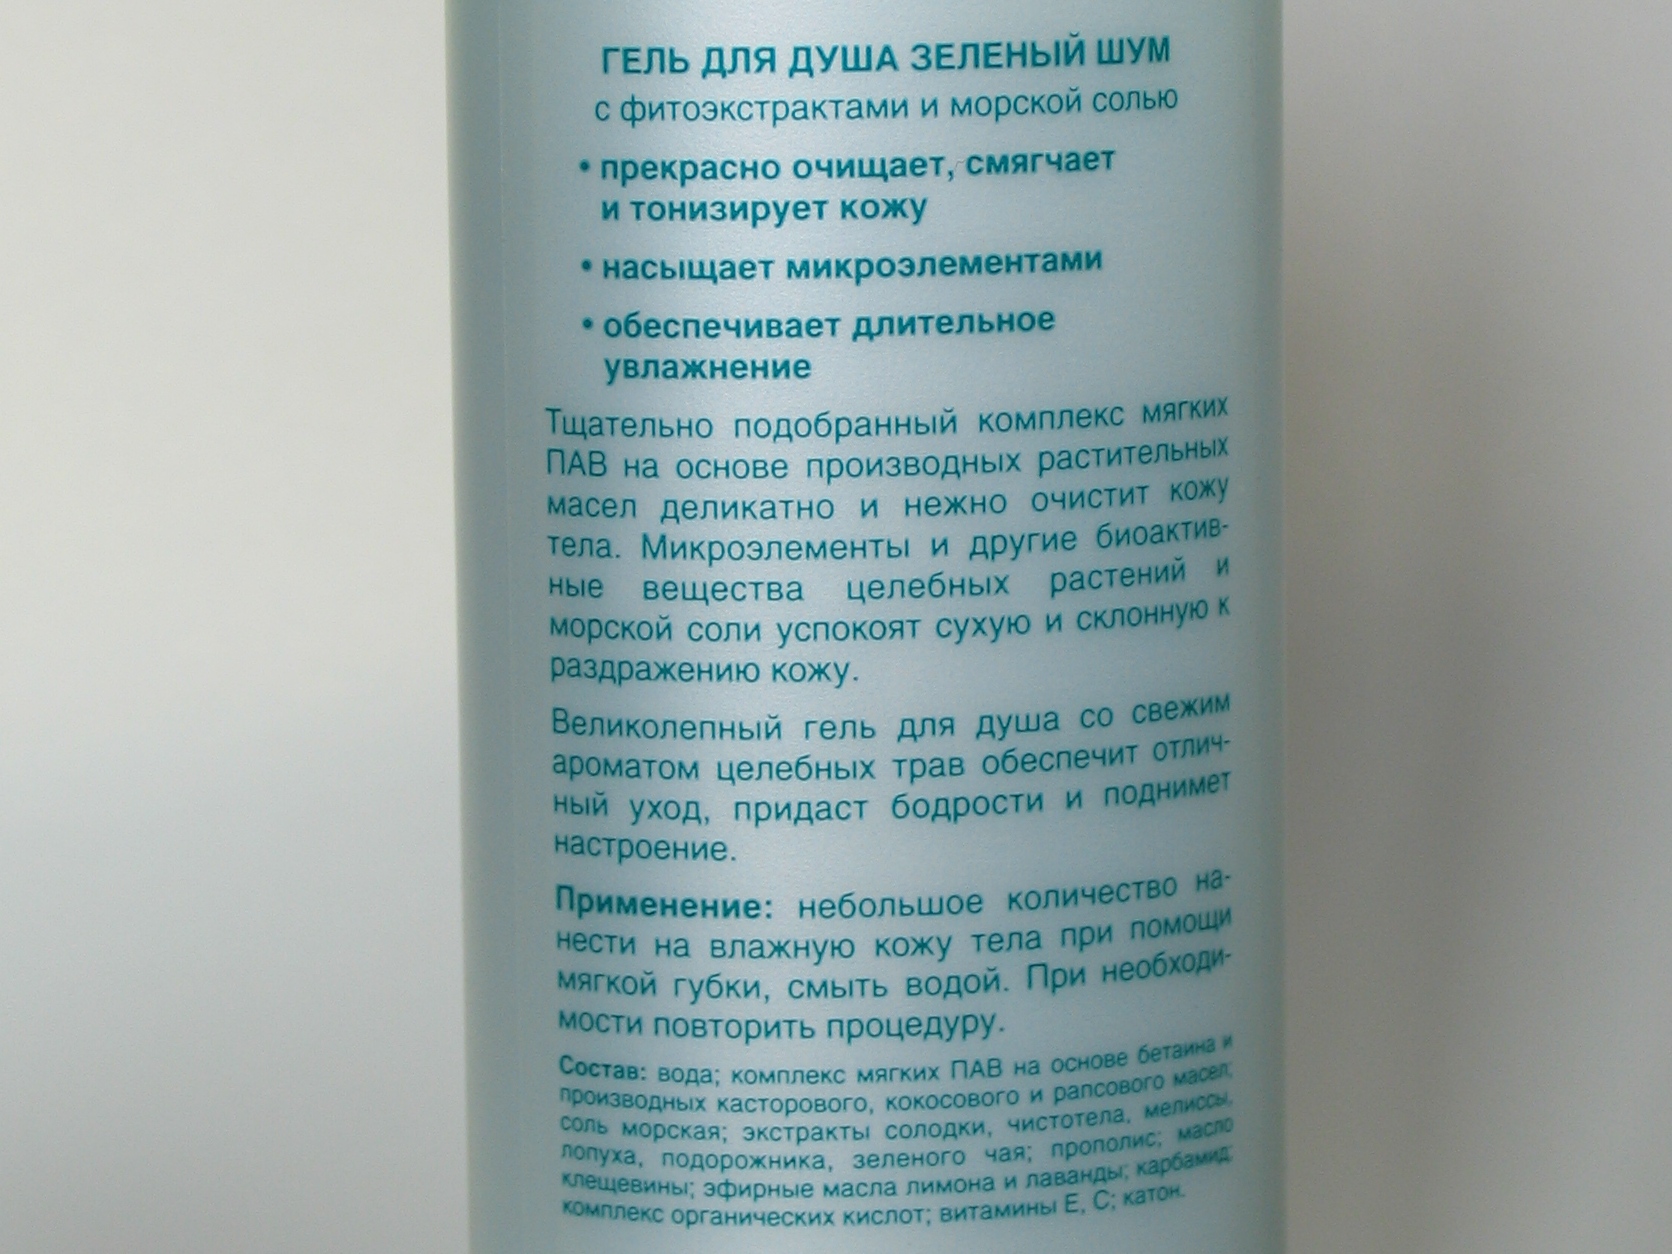 ГЕЛЬ ДЛЯ ДУША ЗЕЛЕНЫЙ ШУМ
с фитоэкстрактами и морской солью
• прекрасно очищает, смягчает
и тонизирует кожу
• насыщает микроэлементами
• обеспечивает длительное
увлажнение
Тщательно подобранный комплекс мягких
ПАВ на основе производных растительных
масел деликатно и нежно очистит кожу
тела. Микроэлементы и другие биоактив-
ные вещества целебных растений и
морской соли успокоят сухую и склонную к
раздражению кожу.
Великолепный гель для душа со свежим
ароматом целебных трав обеспечит отлич-
ный уход, придаст бодрости и поднимет
настроение.
Применение: небольшое количество на-
нести на влажную кожу тела при помощи
мягкой губки, смыть водой. При необходи-
мости повторить процедуру.
Состав: вода; комплекс мягких ПАВ на основе бетаина и
производных касторового, кокосового и рапсового масел;
соль морская; экстракты солодки, чистотела, мелиссы,
лопуха, подорожника, зеленого чая; прополис; масло
клещевины; эфирные масла лимона и лаванды; карбамид;
комплекс органических кислот; витамины Е, С; катон.